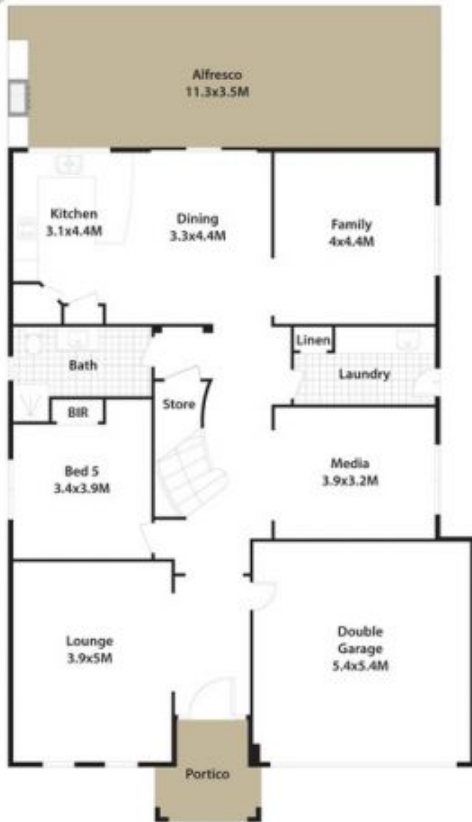 Alfresco
11.3x3.5M
Kitchen
3.1x4.4M
Dining
3.3x4.4M
Family
4x4.4M
Bath
Linen
Laundry
Store
BIR
Bed 5
3.4x3.9M
Media
3.9x3.2M
Lounge
3.9x5M
Double
Garage
5.4x5.4M
Portico